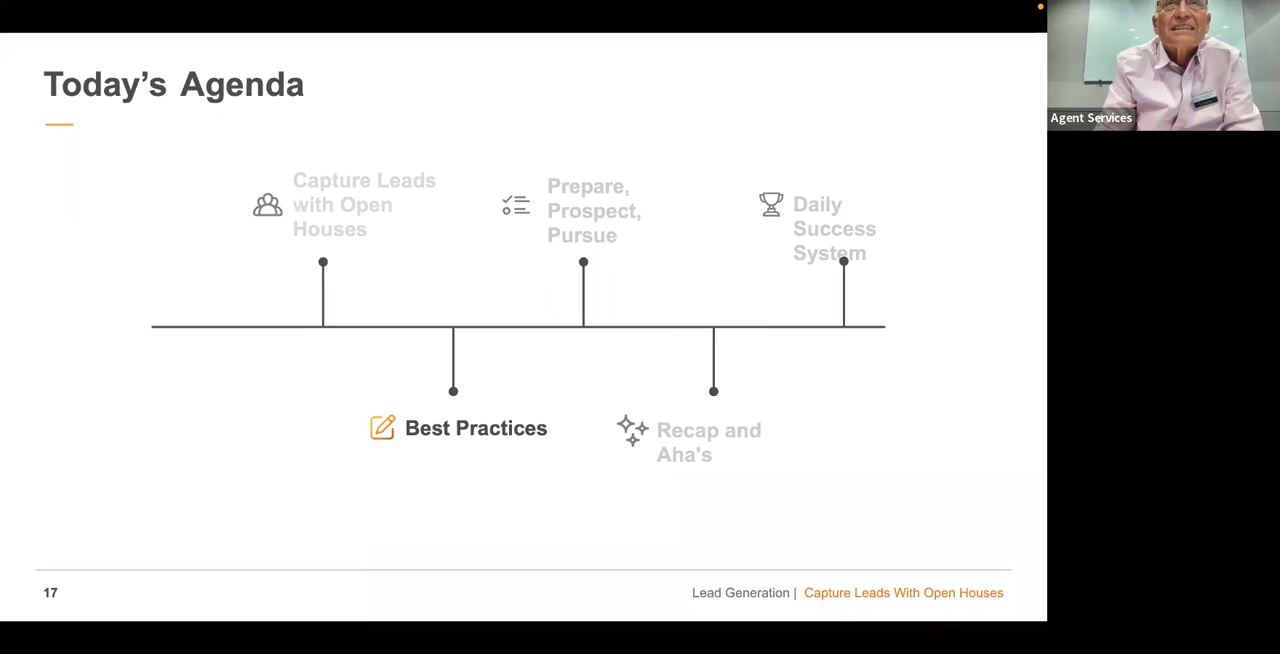 Today's Agenda
Capture Leads
with Open
Houses
Prepare,
Prospect,
Pursue
Daily
Success
System
Best Practices
Recap and
Aha's
17
Lead Generation | Capture Leads With Open Houses
Agent Services